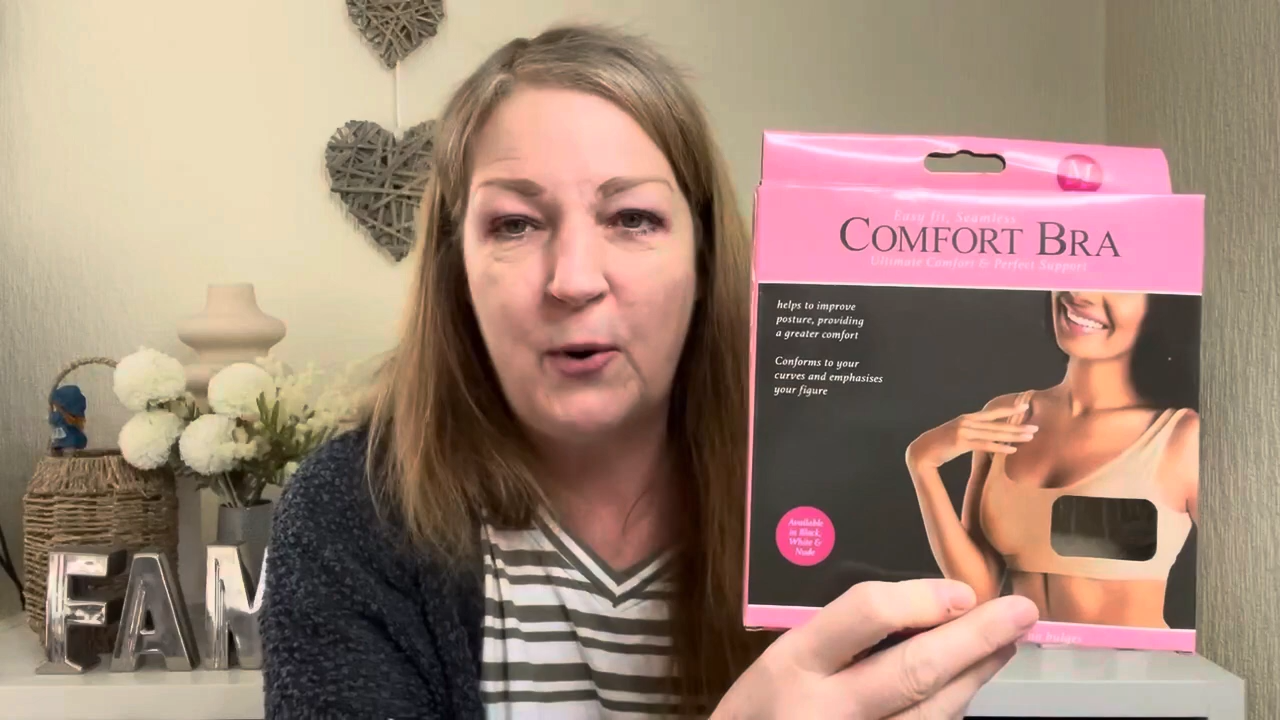 M
Easy fit, Seamless
COMFORT BRA
Ultimate Comfort & Perfect Support
helps to improve
posture, providing
a greater comfort
Conforms to your
curves and emphasises
your figure
Available
in Black,
White &
Nude
bulges
FAM